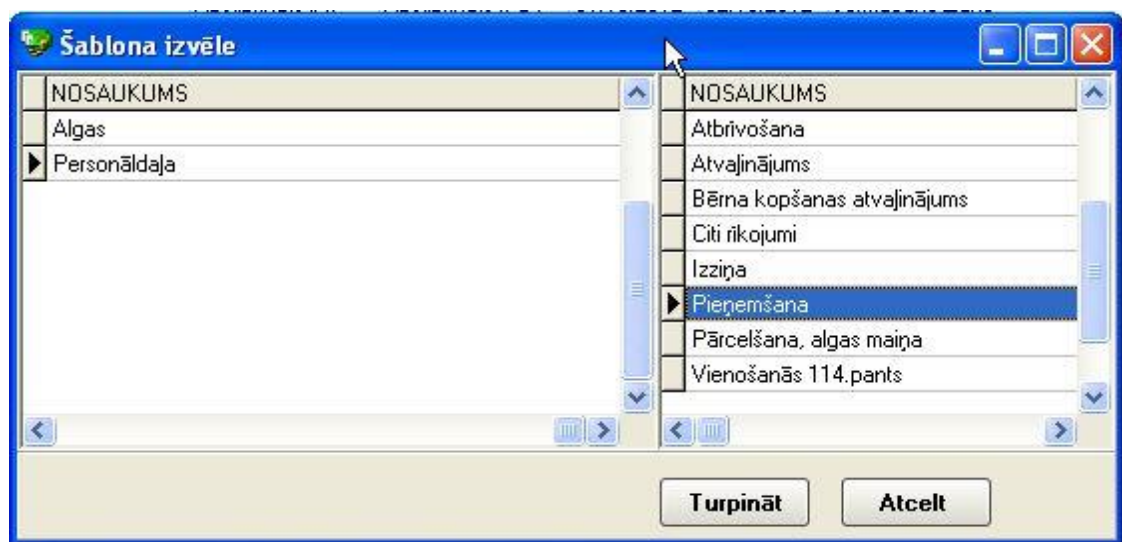 Šablona izvēle
NOSAUKUMS
Algas
Personāldaļa
NOSAUKUMS
Atbrīvošana
Atvaļinājums
Bērna kopšanas atvaļinājums
Citi rīkojumi
Izziņa
Pieņemšana
Pārcelšana, algas maiņa
Vienošanās 114.pants
Turpināt
Atcelt